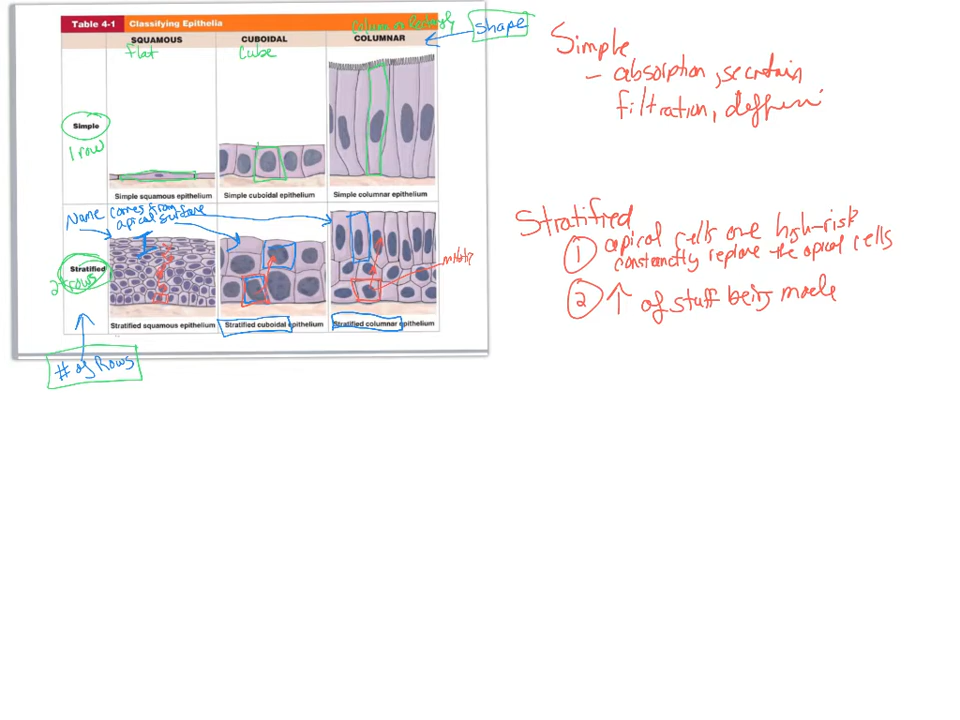 Table 4-1 Classifying Epithelia
SQUAMOUS CUBOIDAL COLUMNAR
Flat Cube Column or
shape
Simple
1 row
Simple squamous epithelium Simple cuboidal epithelium Simple columnar epithelium
Name comes from
apical surface
Stratified
2+ rows
Stratified squamous epithelium Stratified cuboidal epithelium Stratified columnar epithelium
# of Rows
Simple
- absorption, secretion
filtration, diffusi
Stratified
① apical cells are high-risk
constantly replace the apical cells
② ↑ of stuff being made